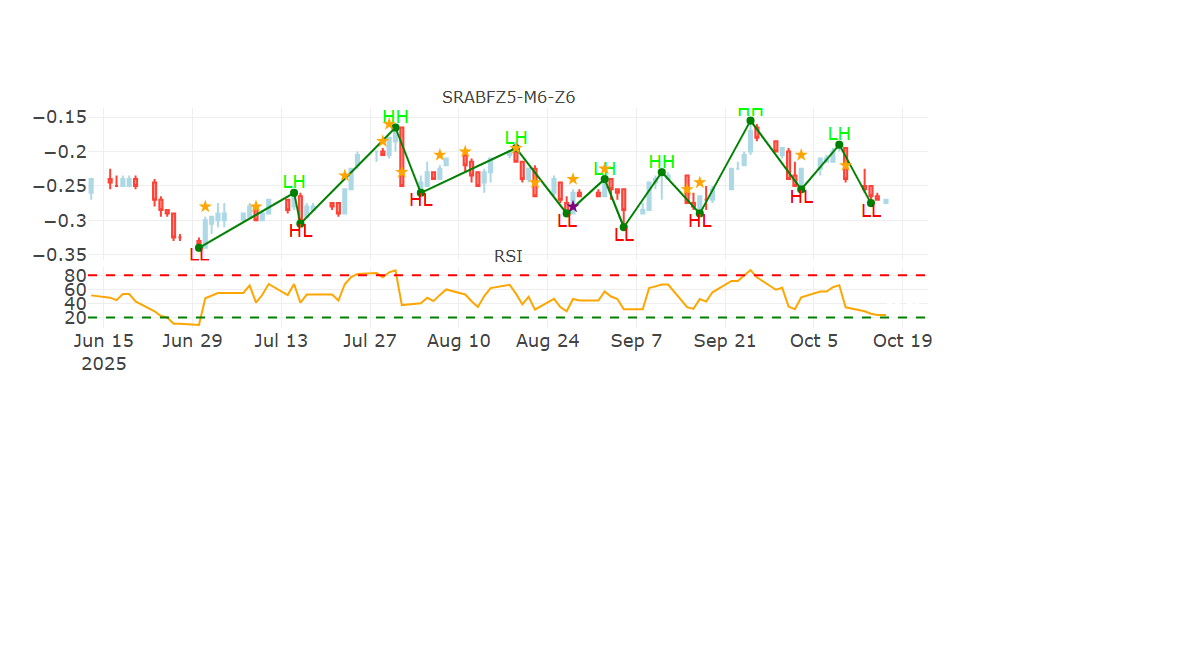 SRABFZ5-M6-Z6
−0.15
−0.2
−0.25
−0.3
−0.35
HH
HH
LH
LH
LH
HH
LH
HL
HL
HL
HL
LL
LL
LL
LL
HL
RSI
80
60
40
20
Jun 15 Jun 29 Jul 13 Jul 27 Aug 10 Aug 24 Sep 7 Sep 21 Oct 5 Oct 19
2025